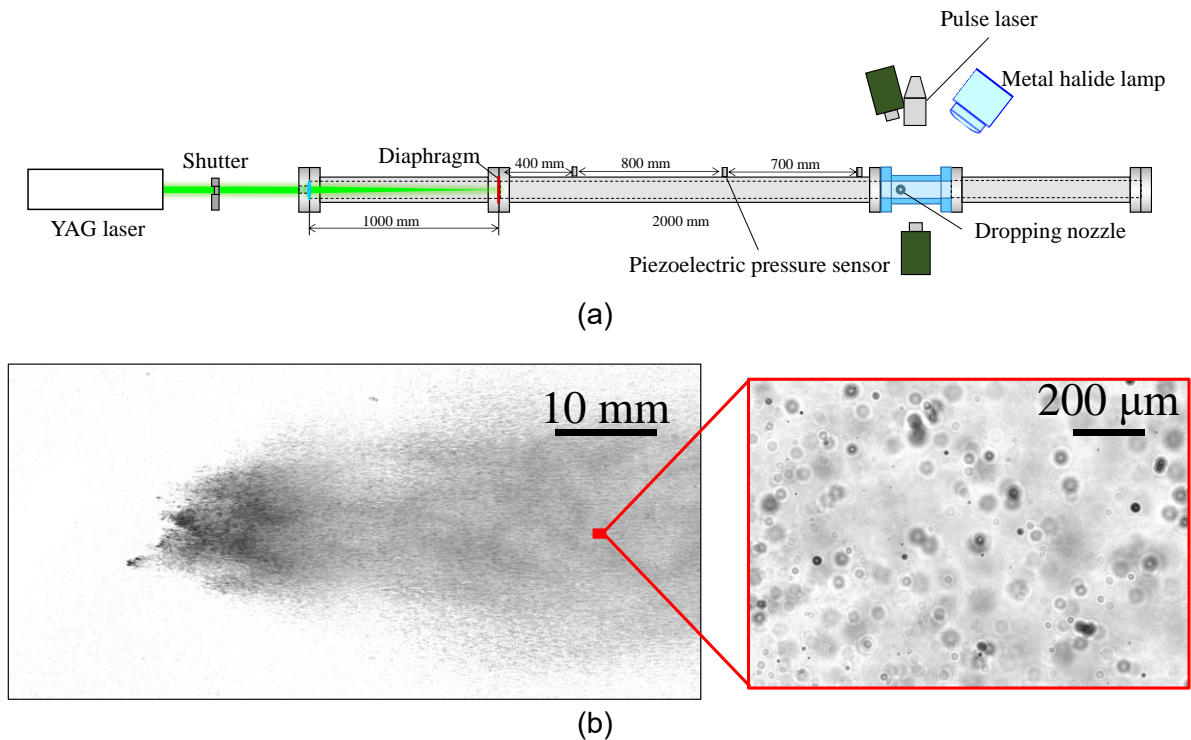 Pulse laser
Metal halide lamp
Shutter
Diaphragm
400 mm
800 mm
700 mm
YAG laser
1000 mm
2000 mm
Dropping nozzle
Piezoelectric pressure sensor
(a)
10 mm
200 μm
(b)